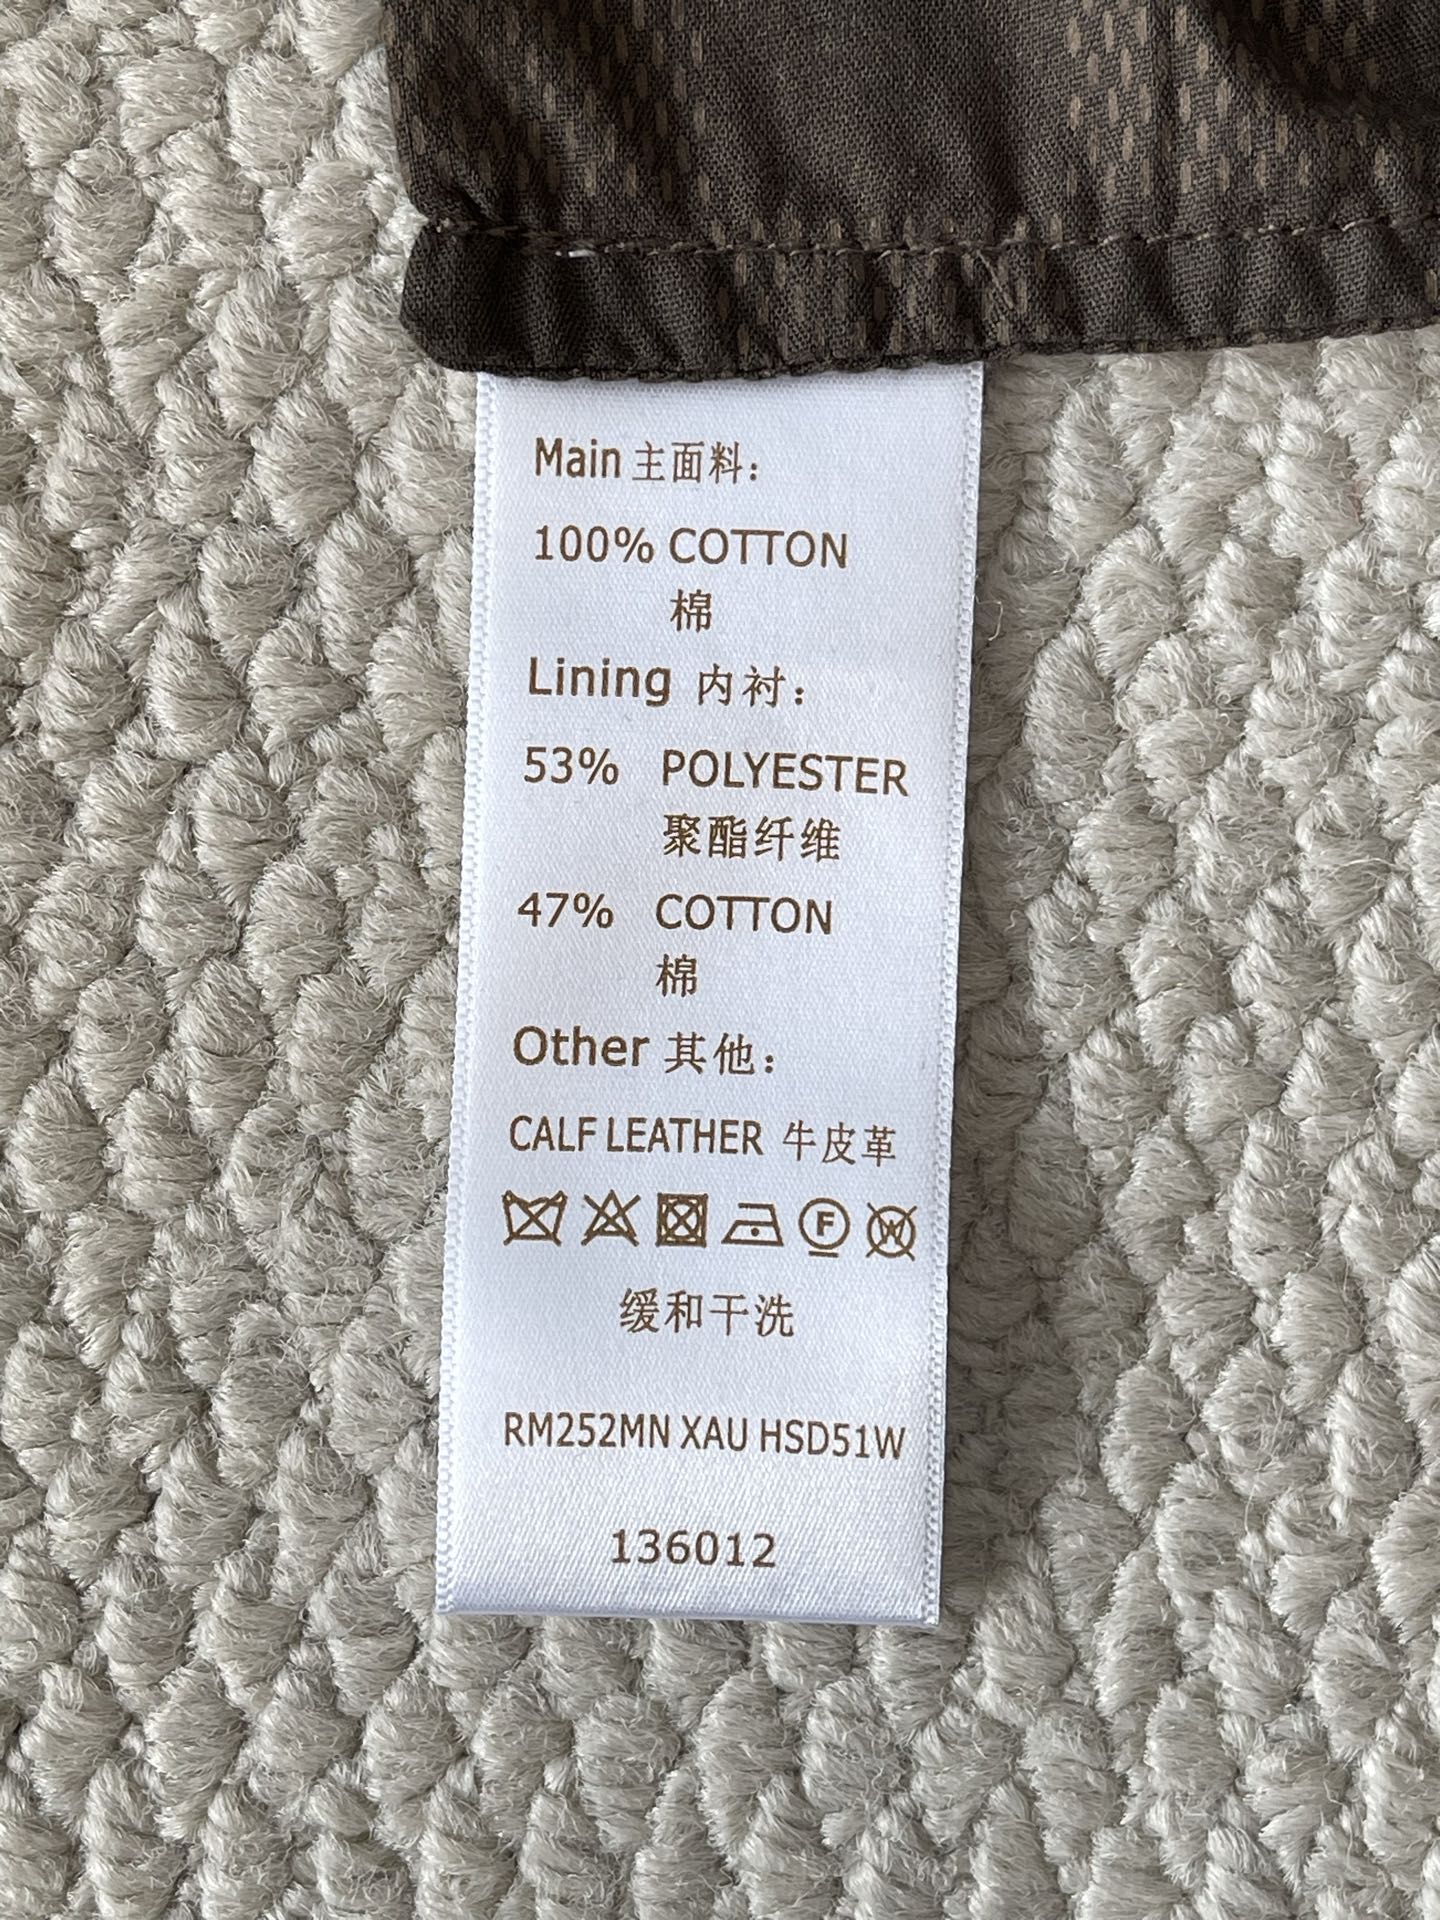 Main 主面料：
100% COTTON
棉
Lining 内衬：
53% POLYESTER
聚酯纤维
47% COTTON
棉
Other 其他：
CALF LEATHER 牛皮革
F W
缓和干洗
RM252MN XAU HSD51W
136012